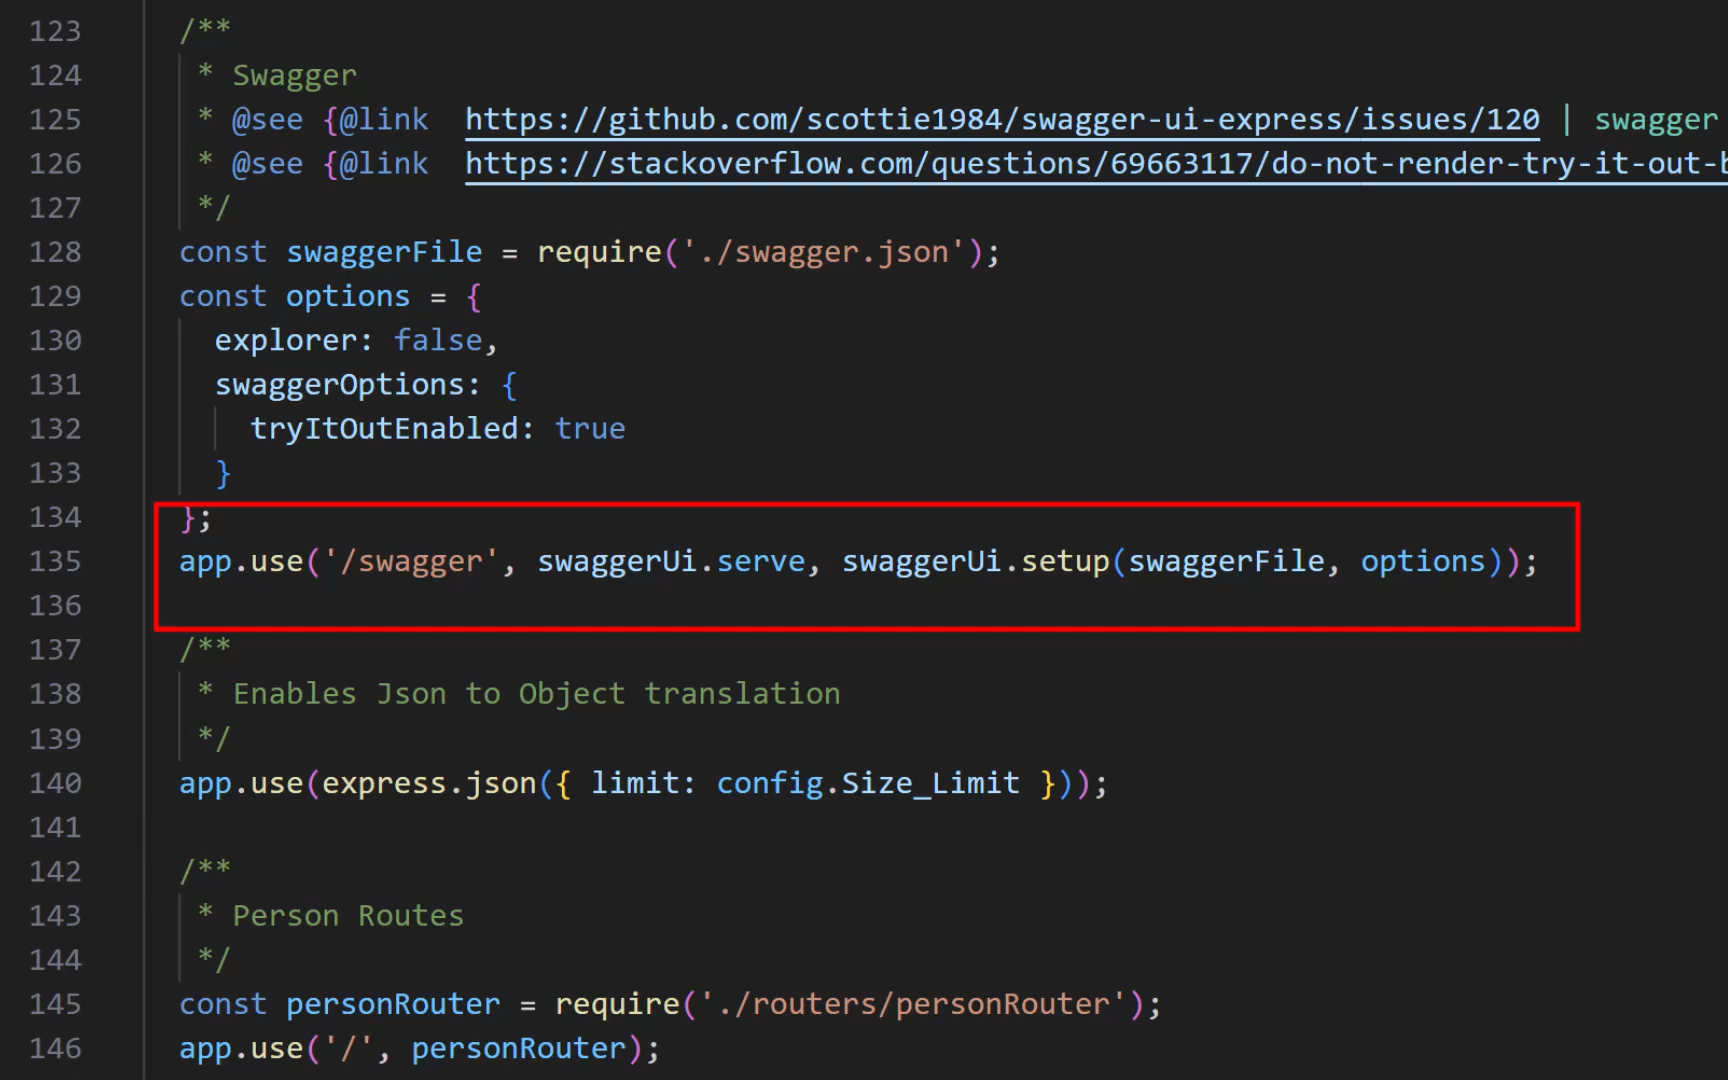 123 /**
124 * Swagger
125 * @see {@link https://github.com/scottie1984/swagger-ui-express/issues/120 | swagger
126 * @see {@link https://stackoverflow.com/questions/69663117/do-not-render-try-it-out-b
127 */
128 const swaggerFile = require('./swagger.json');
129 const options = {
130 explorer: false,
131 swaggerOptions: {
132 tryItOutEnabled: true
133 }
134 };
135 app.use('/swagger', swaggerUi.serve, swaggerUi.setup(swaggerFile, options));
136
137 /**
138 * Enables Json to Object translation
139 */
140 app.use(express.json({ limit: config.Size_Limit }));
141
142 /**
143 * Person Routes
144 */
145 const personRouter = require('./routers/personRouter');
146 app.use('/', personRouter);